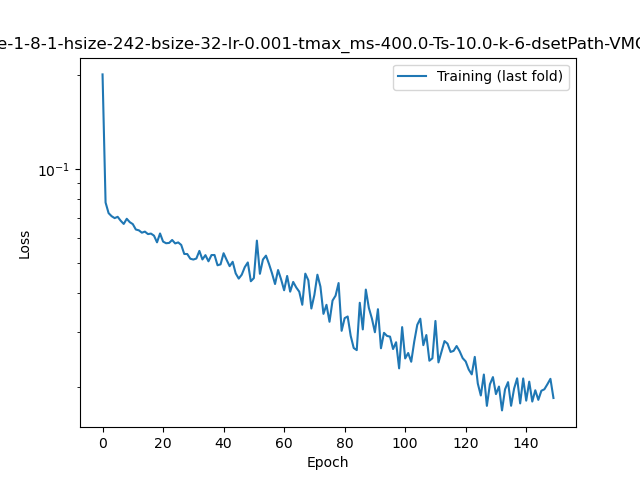 e-1-8-1-hsize-242-bsize-32-lr-0.001-tmax_ms-400.0-Ts-10.0-k-6-dsetPath-VMC
Training (last fold)
10⁻¹
Loss
0 20 40 60 80 100 120 140
Epoch